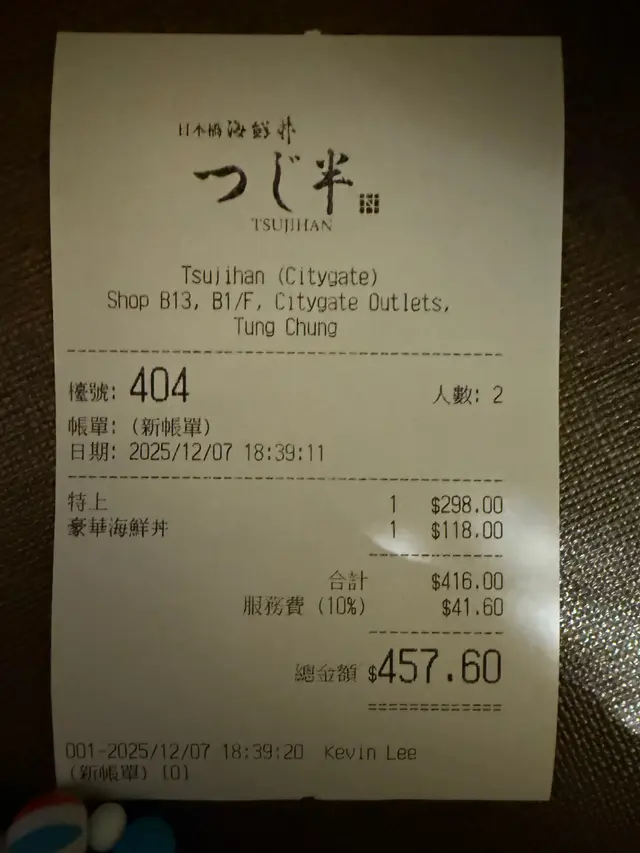 日本橋海鮮丼
つじ半
TSUJIHAN
Tsujihan (Citygate)
Shop B13, B1/F, Citygate Outlets,
Tung Chung
檯號: 404 人數: 2
帳單: (新帳單)
日期: 2025/12/07 18:39:11
特上 1 $298.00
豪華海鮮丼 1 $118.00
合計 $416.00
服務費 (10%) $41.60
總金額 $457.60
001-2025/12/07 18:39:20 Kevin Lee
(新帳單) [0]